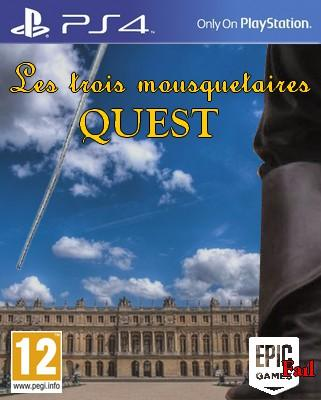 PS4
Only On PlayStation®
Les trois mousquetaires
QUEST
12
www.pegi.info
EPIC
GAMES
Fail